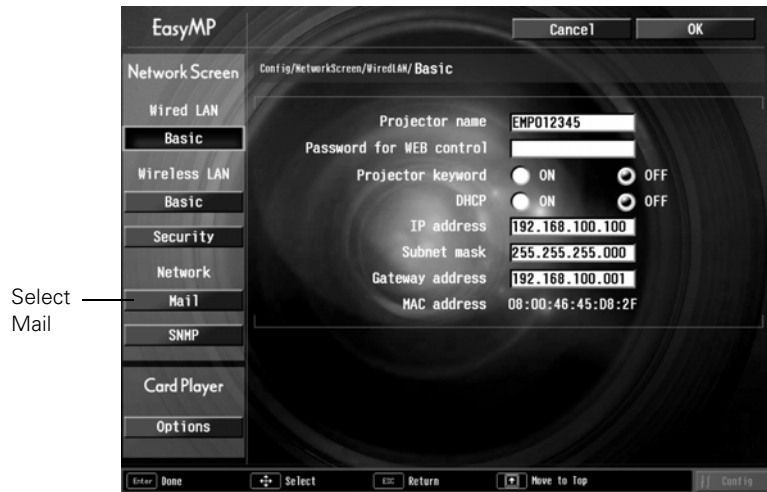 EasyMP
Cancel
OK
Network Screen
Config/NetworkScreen/WiredLAN/Basic
Wired LAN
Basic
Wireless LAN
Basic
Security
Network
Mail
SNMP
Card Player
Options
Select
Mail
Projector name EMP012345
Password for WEB control
Projector keyword ON OFF
DHCP ON OFF
IP address 192.168.100.100
Subnet mask 255.255.255.000
Gateway address 192.168.100.001
MAC address 08:00:46:45:D8:2F
Enter Done
Select
Esc Return
Move to Top
Config